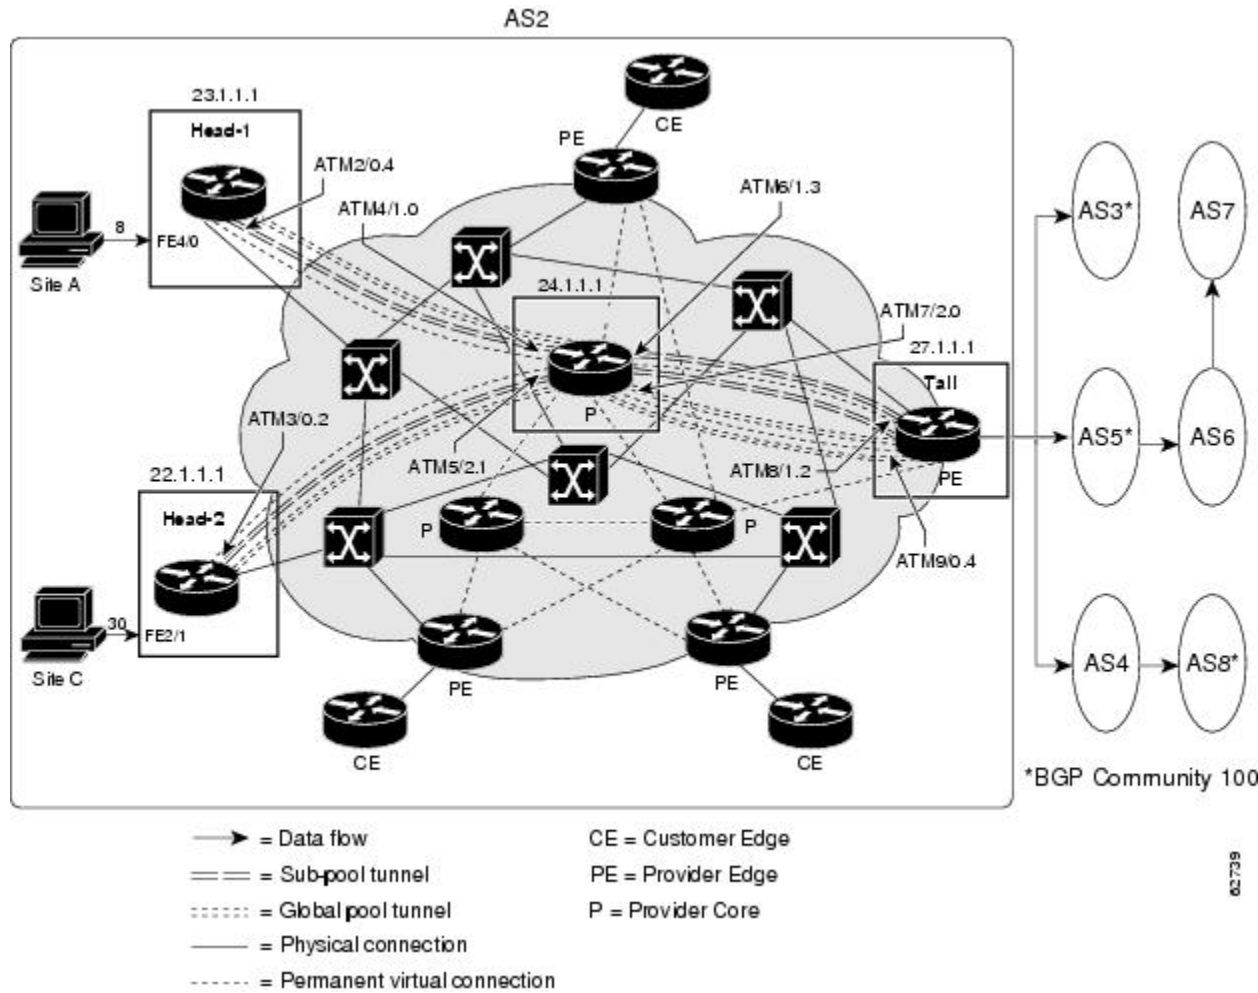 AS2
23.1.1.1
Head-1
ATM2/0.4
ATM4/1.0
PE
CE
ATM6/1.3
8
FE4/0
Site A
24.1.1.1
P
ATM7/2.0
27.1.1.1
Tail
PE
AS3*
AS7
AS5*
AS6
ATM3/0.2
ATM5/2.1
ATM8/1.2
ATM9/0.4
22.1.1.1
Head-2
P
P
30
FE2/1
Site C
PE
PE
CE
CE
AS4
AS8*
*BGP Community 100
= Data flow
= Sub-pool tunnel
= Global pool tunnel
= Physical connection
= Permanent virtual connection
CE = Customer Edge
PE = Provider Edge
P = Provider Core
62739